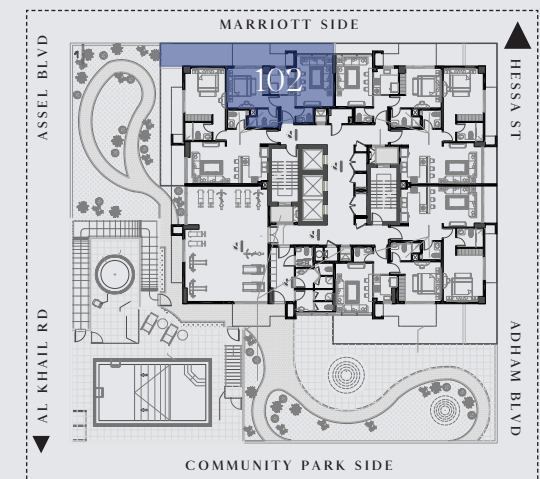 MARRIOTT SIDE
ASSEL BLVD
HESSA ST
102
AL KHAIL RD
ADHAM BLVD
COMMUNITY PARK SIDE